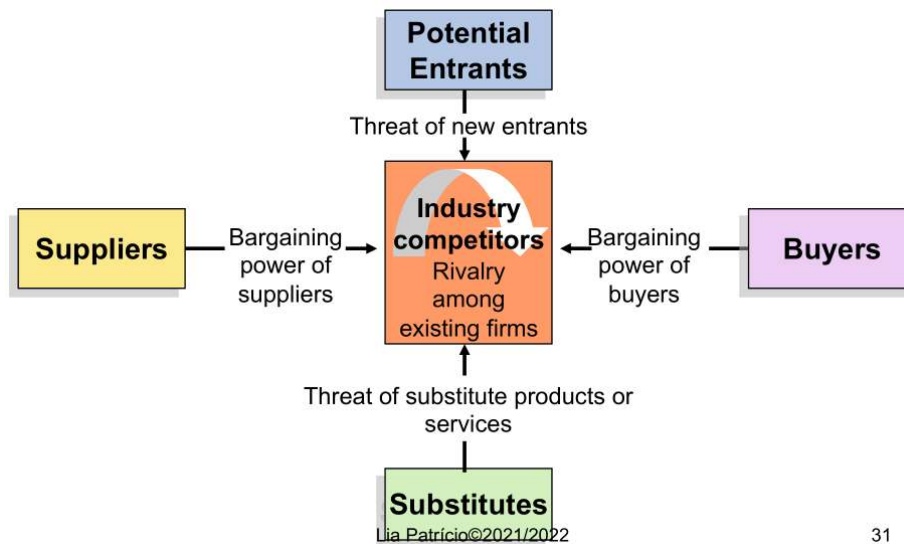 Potential
Entrants
Threat of new entrants
Suppliers
Bargaining
power of
suppliers
Industry
competitors
Rivalry
among
existing firms
Bargaining
power of
buyers
Buyers
Threat of substitute products or
services
Substitutes
Lia Patrício©2021/2022
31